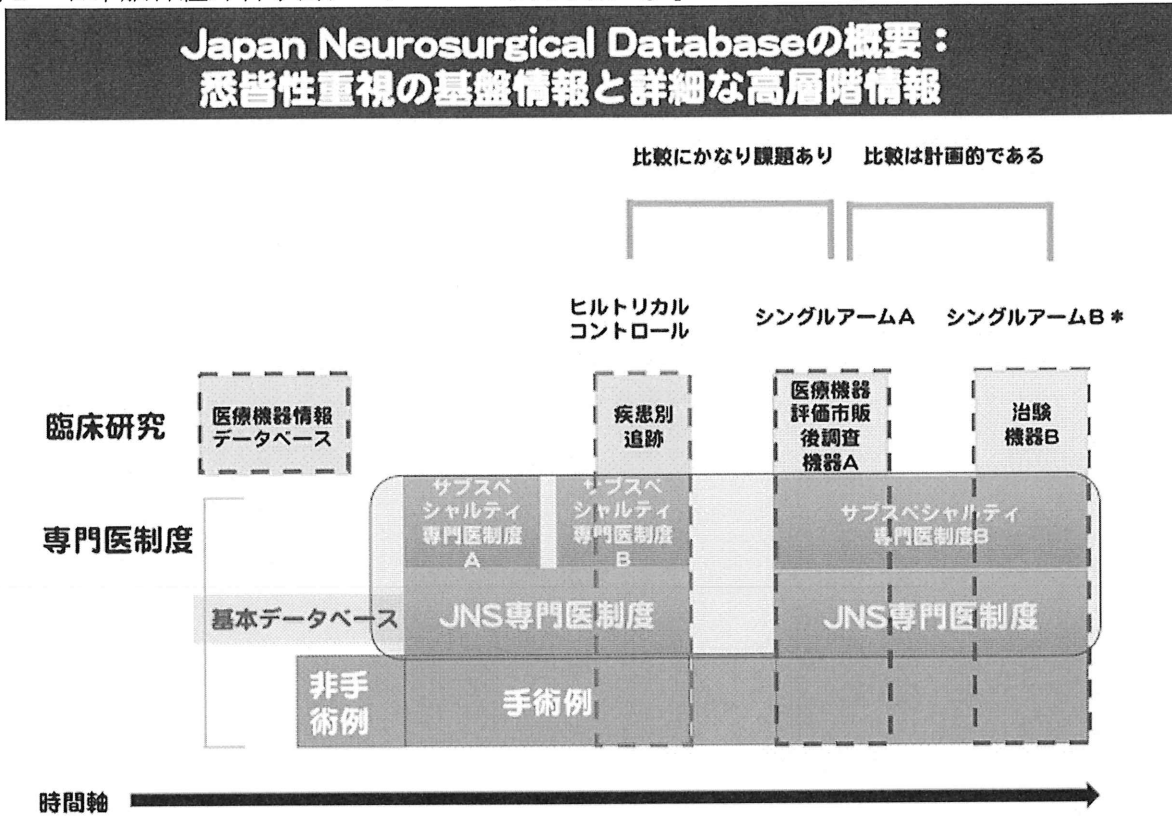 Japan Neurosurgical Databaseの概要：
悉皆性重視の基盤情報と詳細な高層階情報
比較にかなり課題あり
比較は計画的である
ヒルトリカル
コントロール
シングルアームA
シングルアームB＊
臨床研究
医療機器情報
データベース
疾患別
追跡
医療機器
評価市販
後調査
機器A
治験
機器B
専門医制度
サブスペ
シャルティ
専門医制度
A
サブスペ
シャルティ
専門医制度
B
サブスペシャルティ
専門医制度B
基本データベース
JNS専門医制度
JNS専門医制度
非手
術例
手術例
時間軸